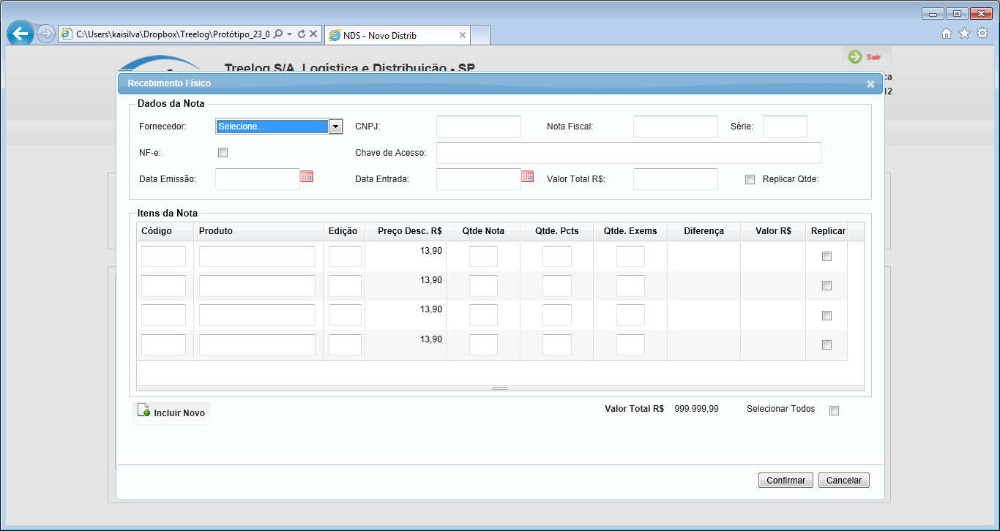 C:\Users\kaisilva\Dropbox\Treelog\Protótipo_23_0
NDS - Novo Distrib
Sair
Treelog S/A. Logística e Distribuição - SP
ca
12
Recebimento Físico
Dados da Nota
Fornecedor: Selecione... CNPJ: Nota Fiscal: Série:
NF-e: Chave de Acesso:
Data Emissão: Data Entrada: Valor Total R$: Replicar Qtde:
Itens da Nota
Código Produto Edição Preço Desc. R$ Qtde Nota Qtde. Pcts Qtde. Exems Diferença Valor R$ Replicar
13,90
13,90
13,90
13,90
Incluir Novo Valor Total R$ 999.999,99 Selecionar Todos
Confirmar Cancelar